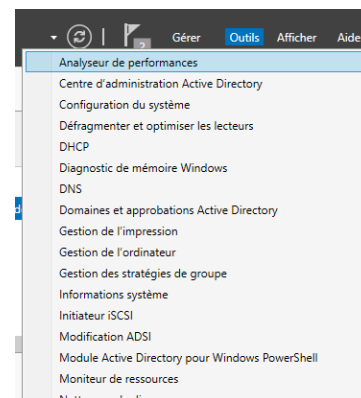 Gérer Outils Afficher Aide
Analyseur de performances
Centre d'administration Active Directory
Configuration du système
Défragmenter et optimiser les lecteurs
DHCP
Diagnostic de mémoire Windows
DNS
Domaines et approbations Active Directory
Gestion de l'impression
Gestion de l'ordinateur
Gestion des stratégies de groupe
Informations système
Initiateur iSCSI
Modification ADSI
Module Active Directory pour Windows PowerShell
Moniteur de ressources